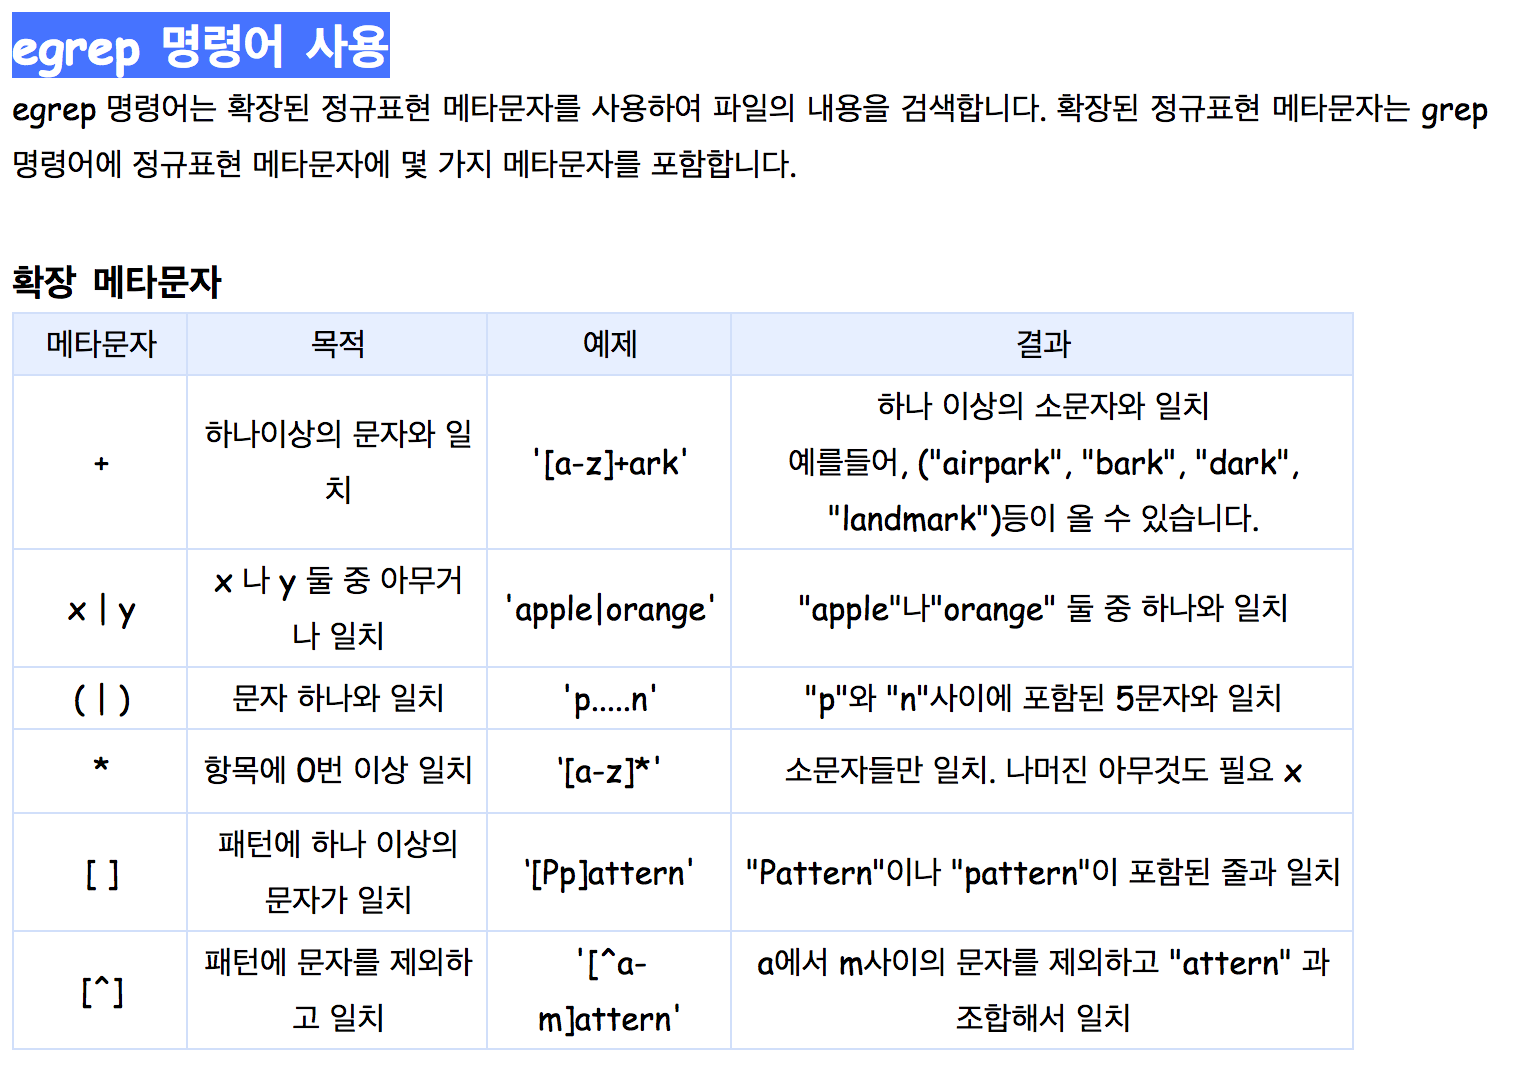 egrep 명령어 사용
egrep 명령어는 확장된 정규표현 메타문자를 사용하여 파일의 내용을 검색합니다. 확장된 정규표현 메타문자는 grep
명령어에 정규표현 메타문자에 몇 가지 메타문자를 포함합니다.
확장 메타문자
메타문자 목적 예제 결과
+
하나이상의 문자와 일
치
'[a-z]+ark'
하나 이상의 소문자와 일치
예를들어, ("airpark", "bark", "dark",
"landmark")등이 올 수 있습니다.
x | y
x 나 y 둘 중 아무거
나 일치
'apple|orange'
"apple"나"orange" 둘 중 하나와 일치
( | )
문자 하나와 일치
'p.....n'
"p"와 "n"사이에 포함된 5문자와 일치
*
항목에 0번 이상 일치
'[a-z]*'
소문자들만 일치. 나머진 아무것도 필요 x
[ ]
패턴에 하나 이상의
문자가 일치
'[Pp]attern'
"Pattern"이나 "pattern"이 포함된 줄과 일치
[^]
패턴에 문자를 제외하
고 일치
'[^a-
m]attern'
a에서 m사이의 문자를 제외하고 "attern" 과
조합해서 일치